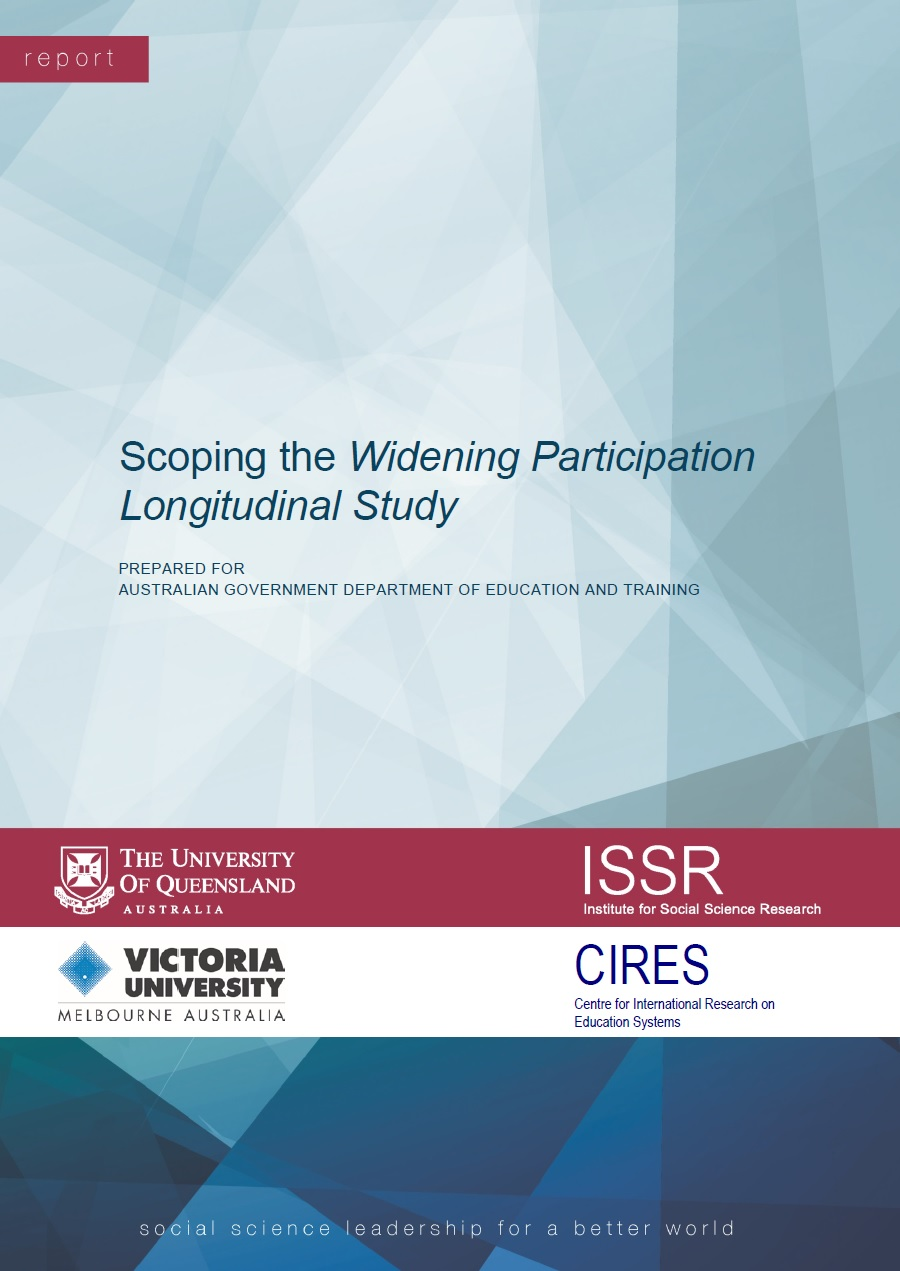 report
Scoping the Widening Participation
Longitudinal Study
PREPARED FOR
AUSTRALIAN GOVERNMENT DEPARTMENT OF EDUCATION AND TRAINING
THE UNIVERSITY
OF QUEENSLAND
AUSTRALIA
ISSR
Institute for Social Science Research
VICTORIA
UNIVERSITY
MELBOURNE AUSTRALIA
CIRES
Centre for International Research on
Education Systems
social science leadership for a better world